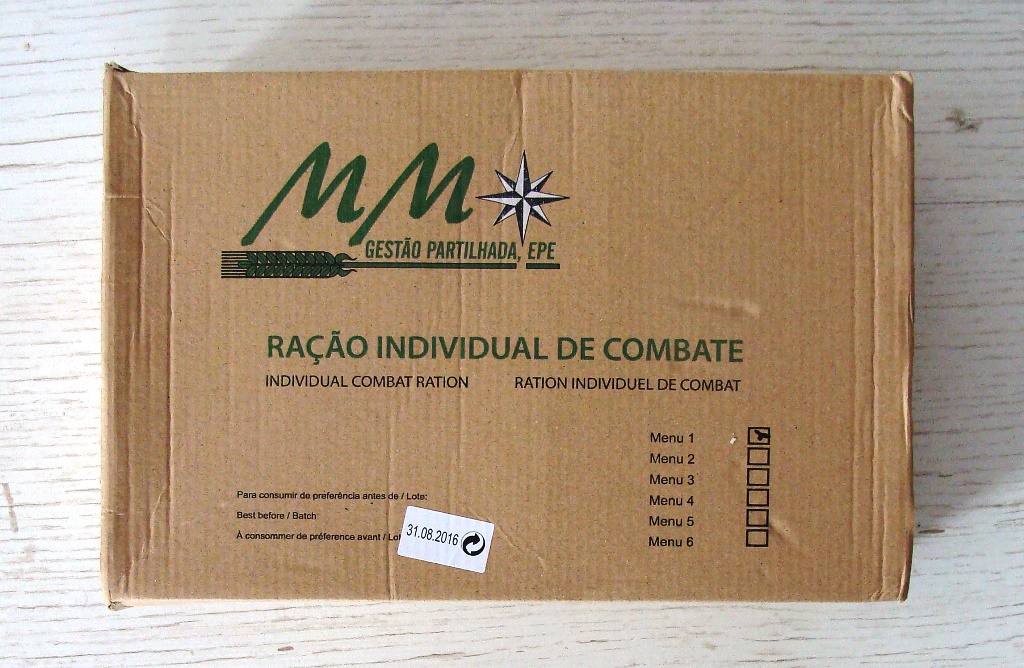 MM
GESTÃO PARTILHADA, EPE
RAÇÃO INDIVIDUAL DE COMBATE
INDIVIDUAL COMBAT RATION RATION INDIVIDUEL DE COMBAT
Menu 1
Menu 2
Menu 3
Menu 4
Menu 5
Menu 6
Para consumir de preferência antes de / Lote:
Best before / Batch
À consommer de préference avant / Lot
31.08.2016